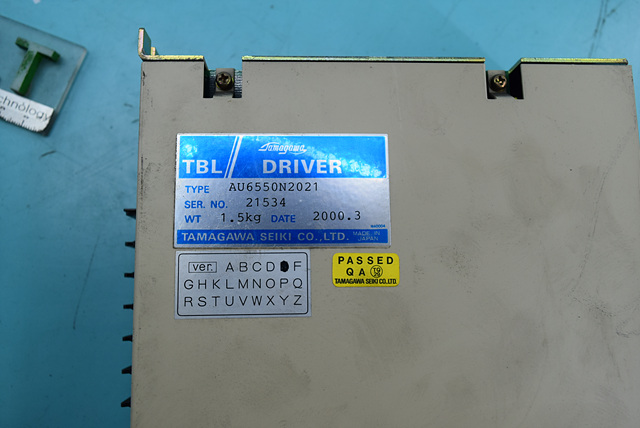 T
chnology
Tamagawa
TBL DRIVER
TYPE AU6550N2021
SER. NO. 21534
WT 1.5kg DATE 2000.3
TAMAGAWA SEIKI CO., LTD. MADE IN JAPAN
ver. A B C D F
G H K L M N O P Q
R S T U V W X Y Z
PASSED
QA
TAMAGAWA SEIKI CO.,LTD.